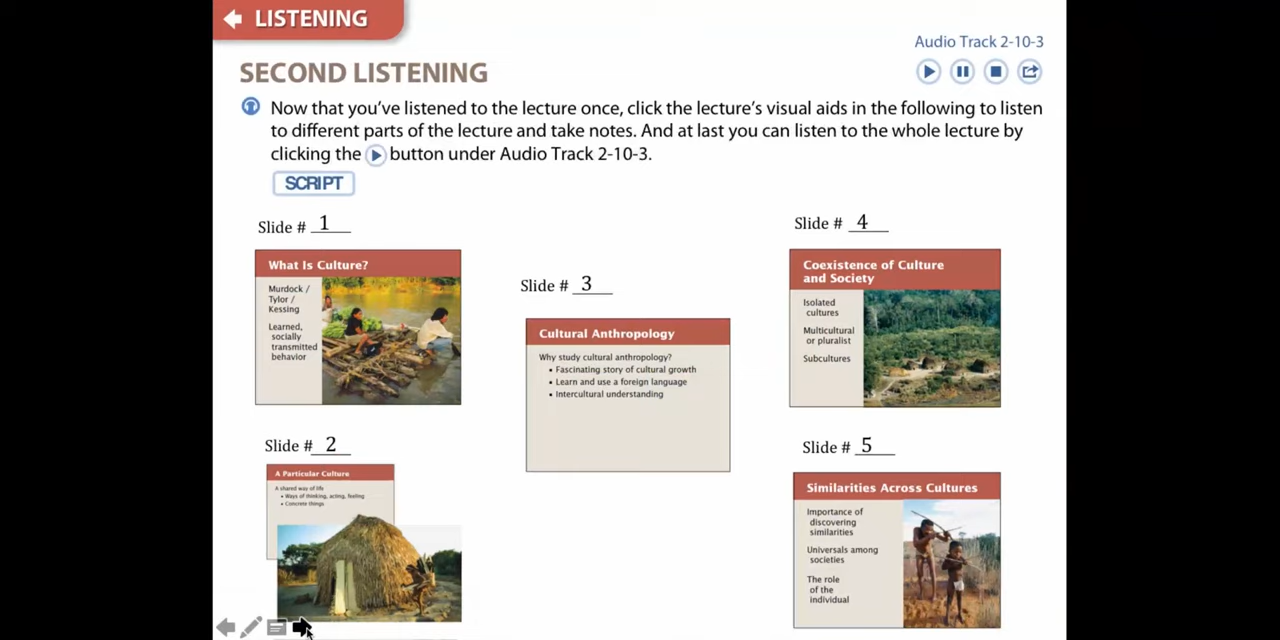 LISTENING
Audio Track 2-10-3
SECOND LISTENING
Now that you've listened to the lecture once, click the lecture's visual aids in the following to listen
to different parts of the lecture and take notes. And at last you can listen to the whole lecture by
clicking the button under Audio Track 2-10-3.
SCRIPT
Slide # 1
What Is Culture?
Murdock /
Tylor /
Kessing
Learned,
socially
transmitted
behavior
Slide # 2
A Particular Culture
A shared way of life
• Ways of thinking, acting, feeling
• Concrete things
Slide # 3
Cultural Anthropology
Why study cultural anthropology?
• Fascinating story of cultural growth
• Learn and use a foreign language
• Intercultural understanding
Slide # 4
Coexistence of Culture
and Society
Isolated
cultures
Multicultural
or pluralist
Subcultures
Slide # 5
Similarities Across Cultures
Importance of
discovering
similarities
Universals among
societies
The role
of the
individual